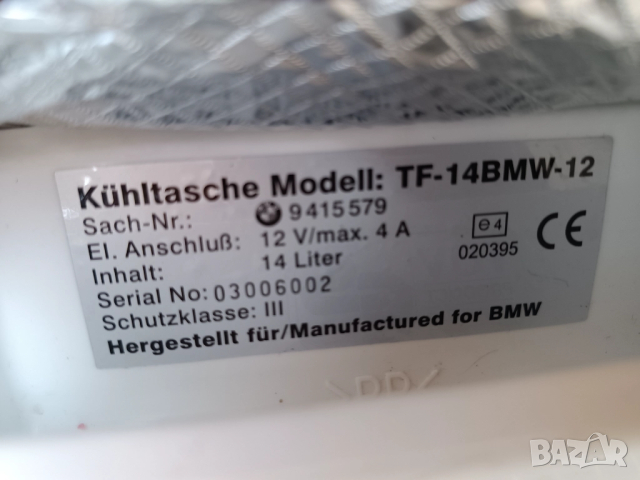 Kühltasche Modell: TF-14BMW-12
Sach-Nr.: 9415579
El. Anschluß: 12 V/max. 4 A
Inhalt: 14 Liter
Serial No: 03006002
Schutzklasse: III
Hergestellt für/Manufactured for BMW
e4
020395
CE
>PP<
BAZAR